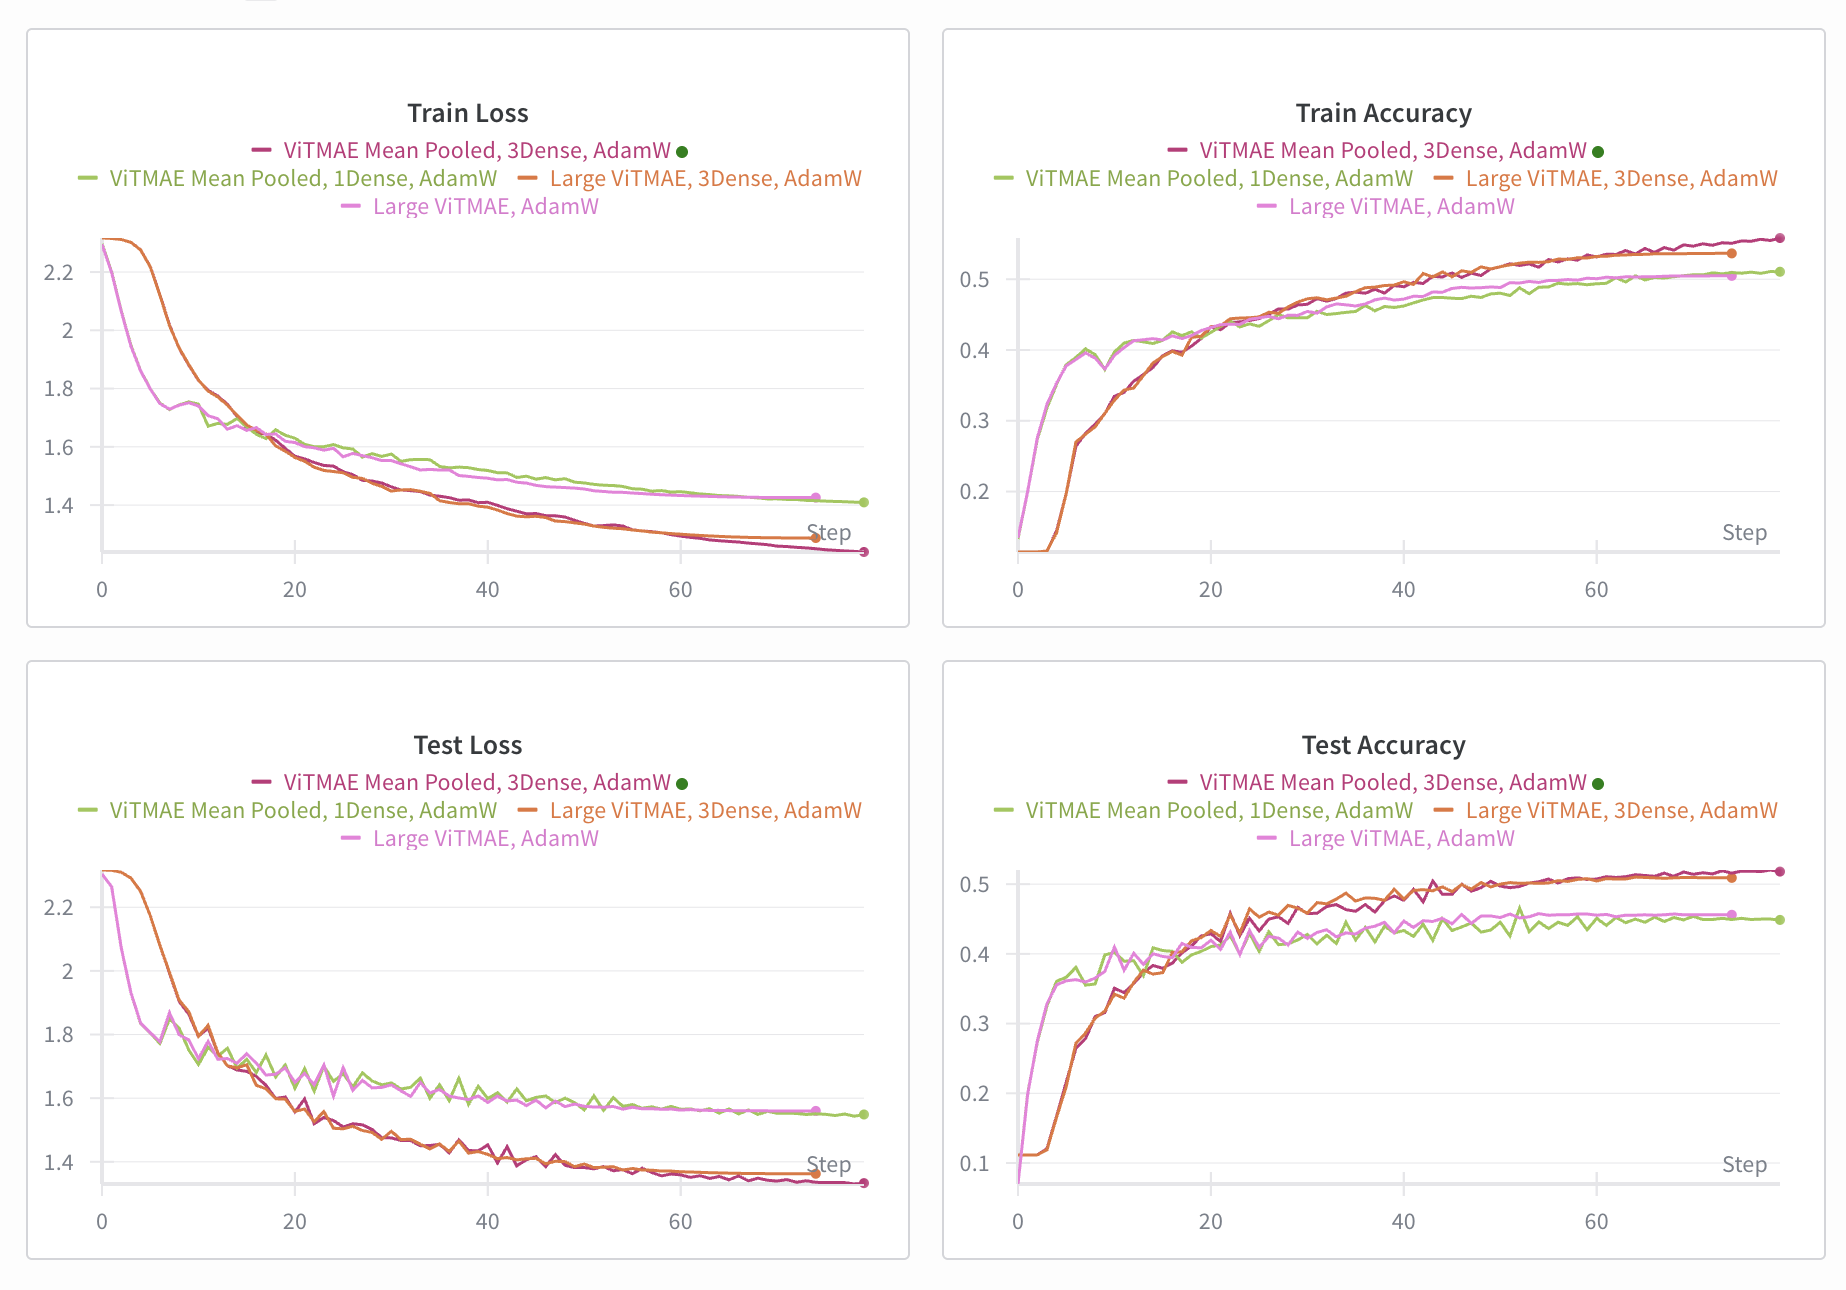 Train Loss
ViTMAE Mean Pooled, 3Dense, AdamW
ViTMAE Mean Pooled, 1Dense, AdamW Large ViTMAE, 3Dense, AdamW
Large ViTMAE, AdamW
2.2
2
1.8
1.6
1.4
Step
0 20 40 60
Train Accuracy
ViTMAE Mean Pooled, 3Dense, AdamW
ViTMAE Mean Pooled, 1Dense, AdamW Large ViTMAE, 3Dense, AdamW
Large ViTMAE, AdamW
0.5
0.4
0.3
0.2
Step
0 20 40 60
Test Loss
ViTMAE Mean Pooled, 3Dense, AdamW
ViTMAE Mean Pooled, 1Dense, AdamW Large ViTMAE, 3Dense, AdamW
Large ViTMAE, AdamW
2.2
2
1.8
1.6
1.4
Step
0 20 40 60
Test Accuracy
ViTMAE Mean Pooled, 3Dense, AdamW
ViTMAE Mean Pooled, 1Dense, AdamW Large ViTMAE, 3Dense, AdamW
Large ViTMAE, AdamW
0.5
0.4
0.3
0.2
0.1
Step
0 20 40 60